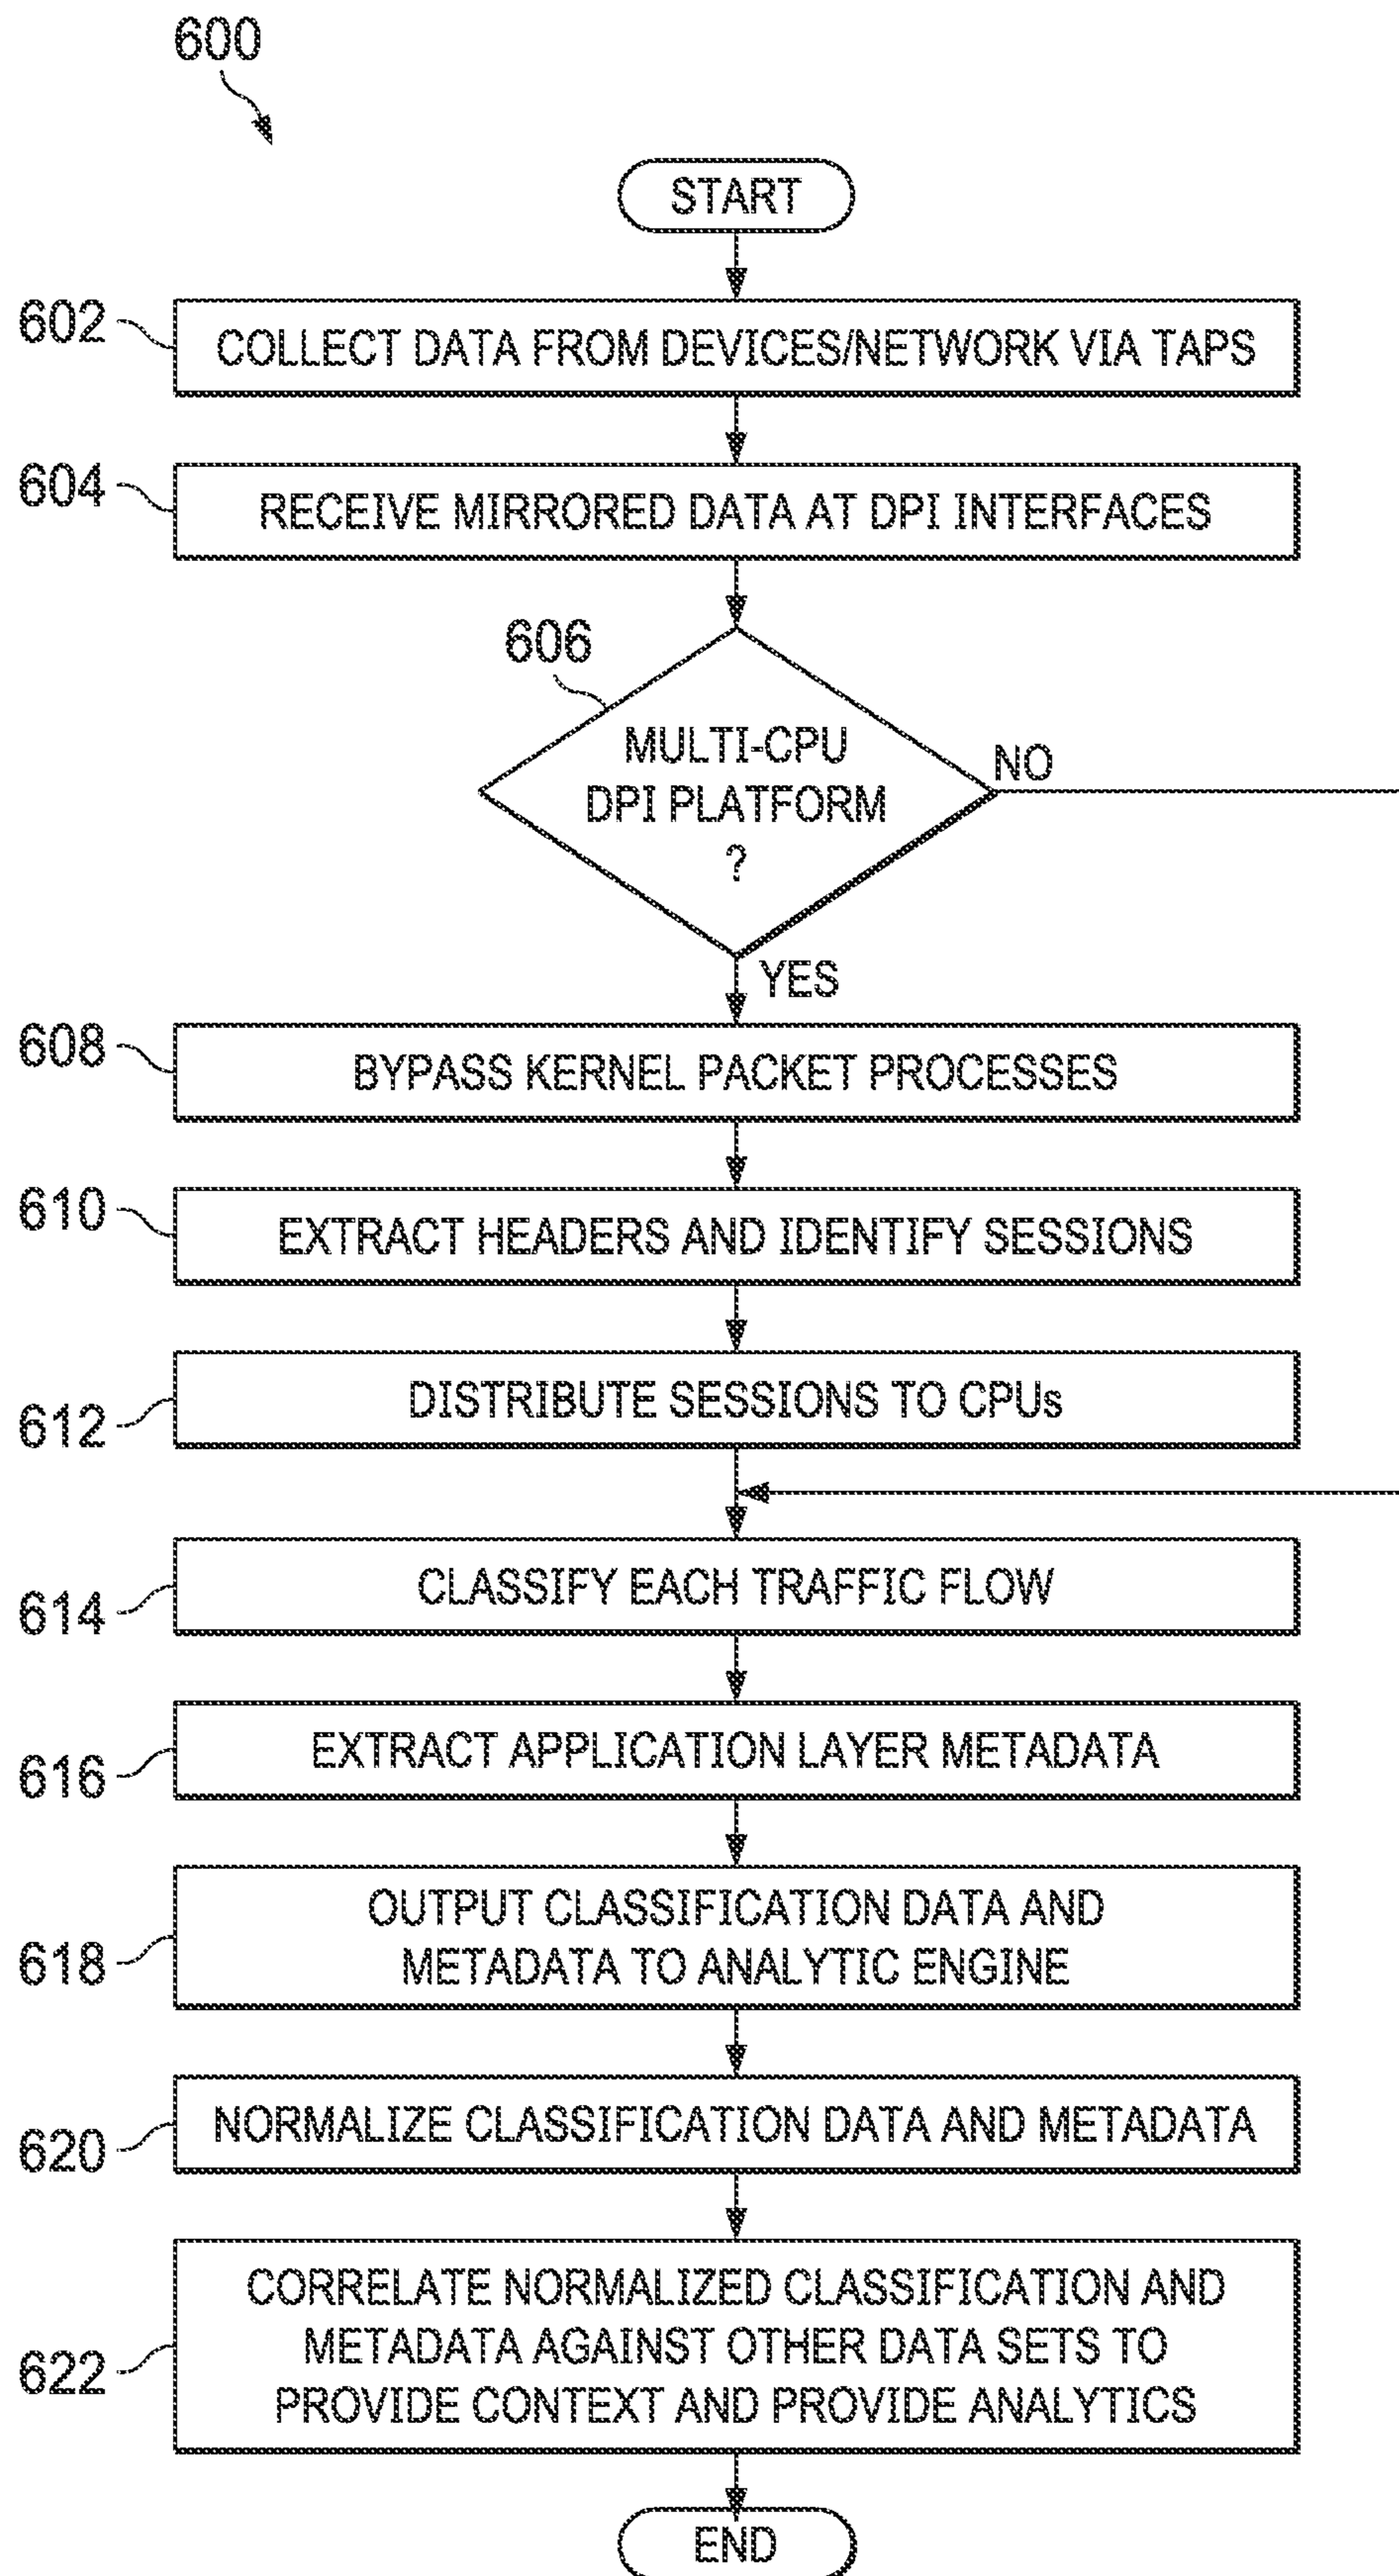 600
START
602
COLLECT DATA FROM DEVICES/NETWORK VIA TAPS
604
RECEIVE MIRRORED DATA AT DPI INTERFACES
606
MULTI-CPU
DPI PLATFORM
?
NO
YES
608
BYPASS KERNEL PACKET PROCESSES
610
EXTRACT HEADERS AND IDENTIFY SESSIONS
612
DISTRIBUTE SESSIONS TO CPUs
614
CLASSIFY EACH TRAFFIC FLOW
616
EXTRACT APPLICATION LAYER METADATA
618
OUTPUT CLASSIFICATION DATA AND
METADATA TO ANALYTIC ENGINE
620
NORMALIZE CLASSIFICATION DATA AND METADATA
622
CORRELATE NORMALIZED CLASSIFICATION AND
METADATA AGAINST OTHER DATA SETS TO
PROVIDE CONTEXT AND PROVIDE ANALYTICS
END